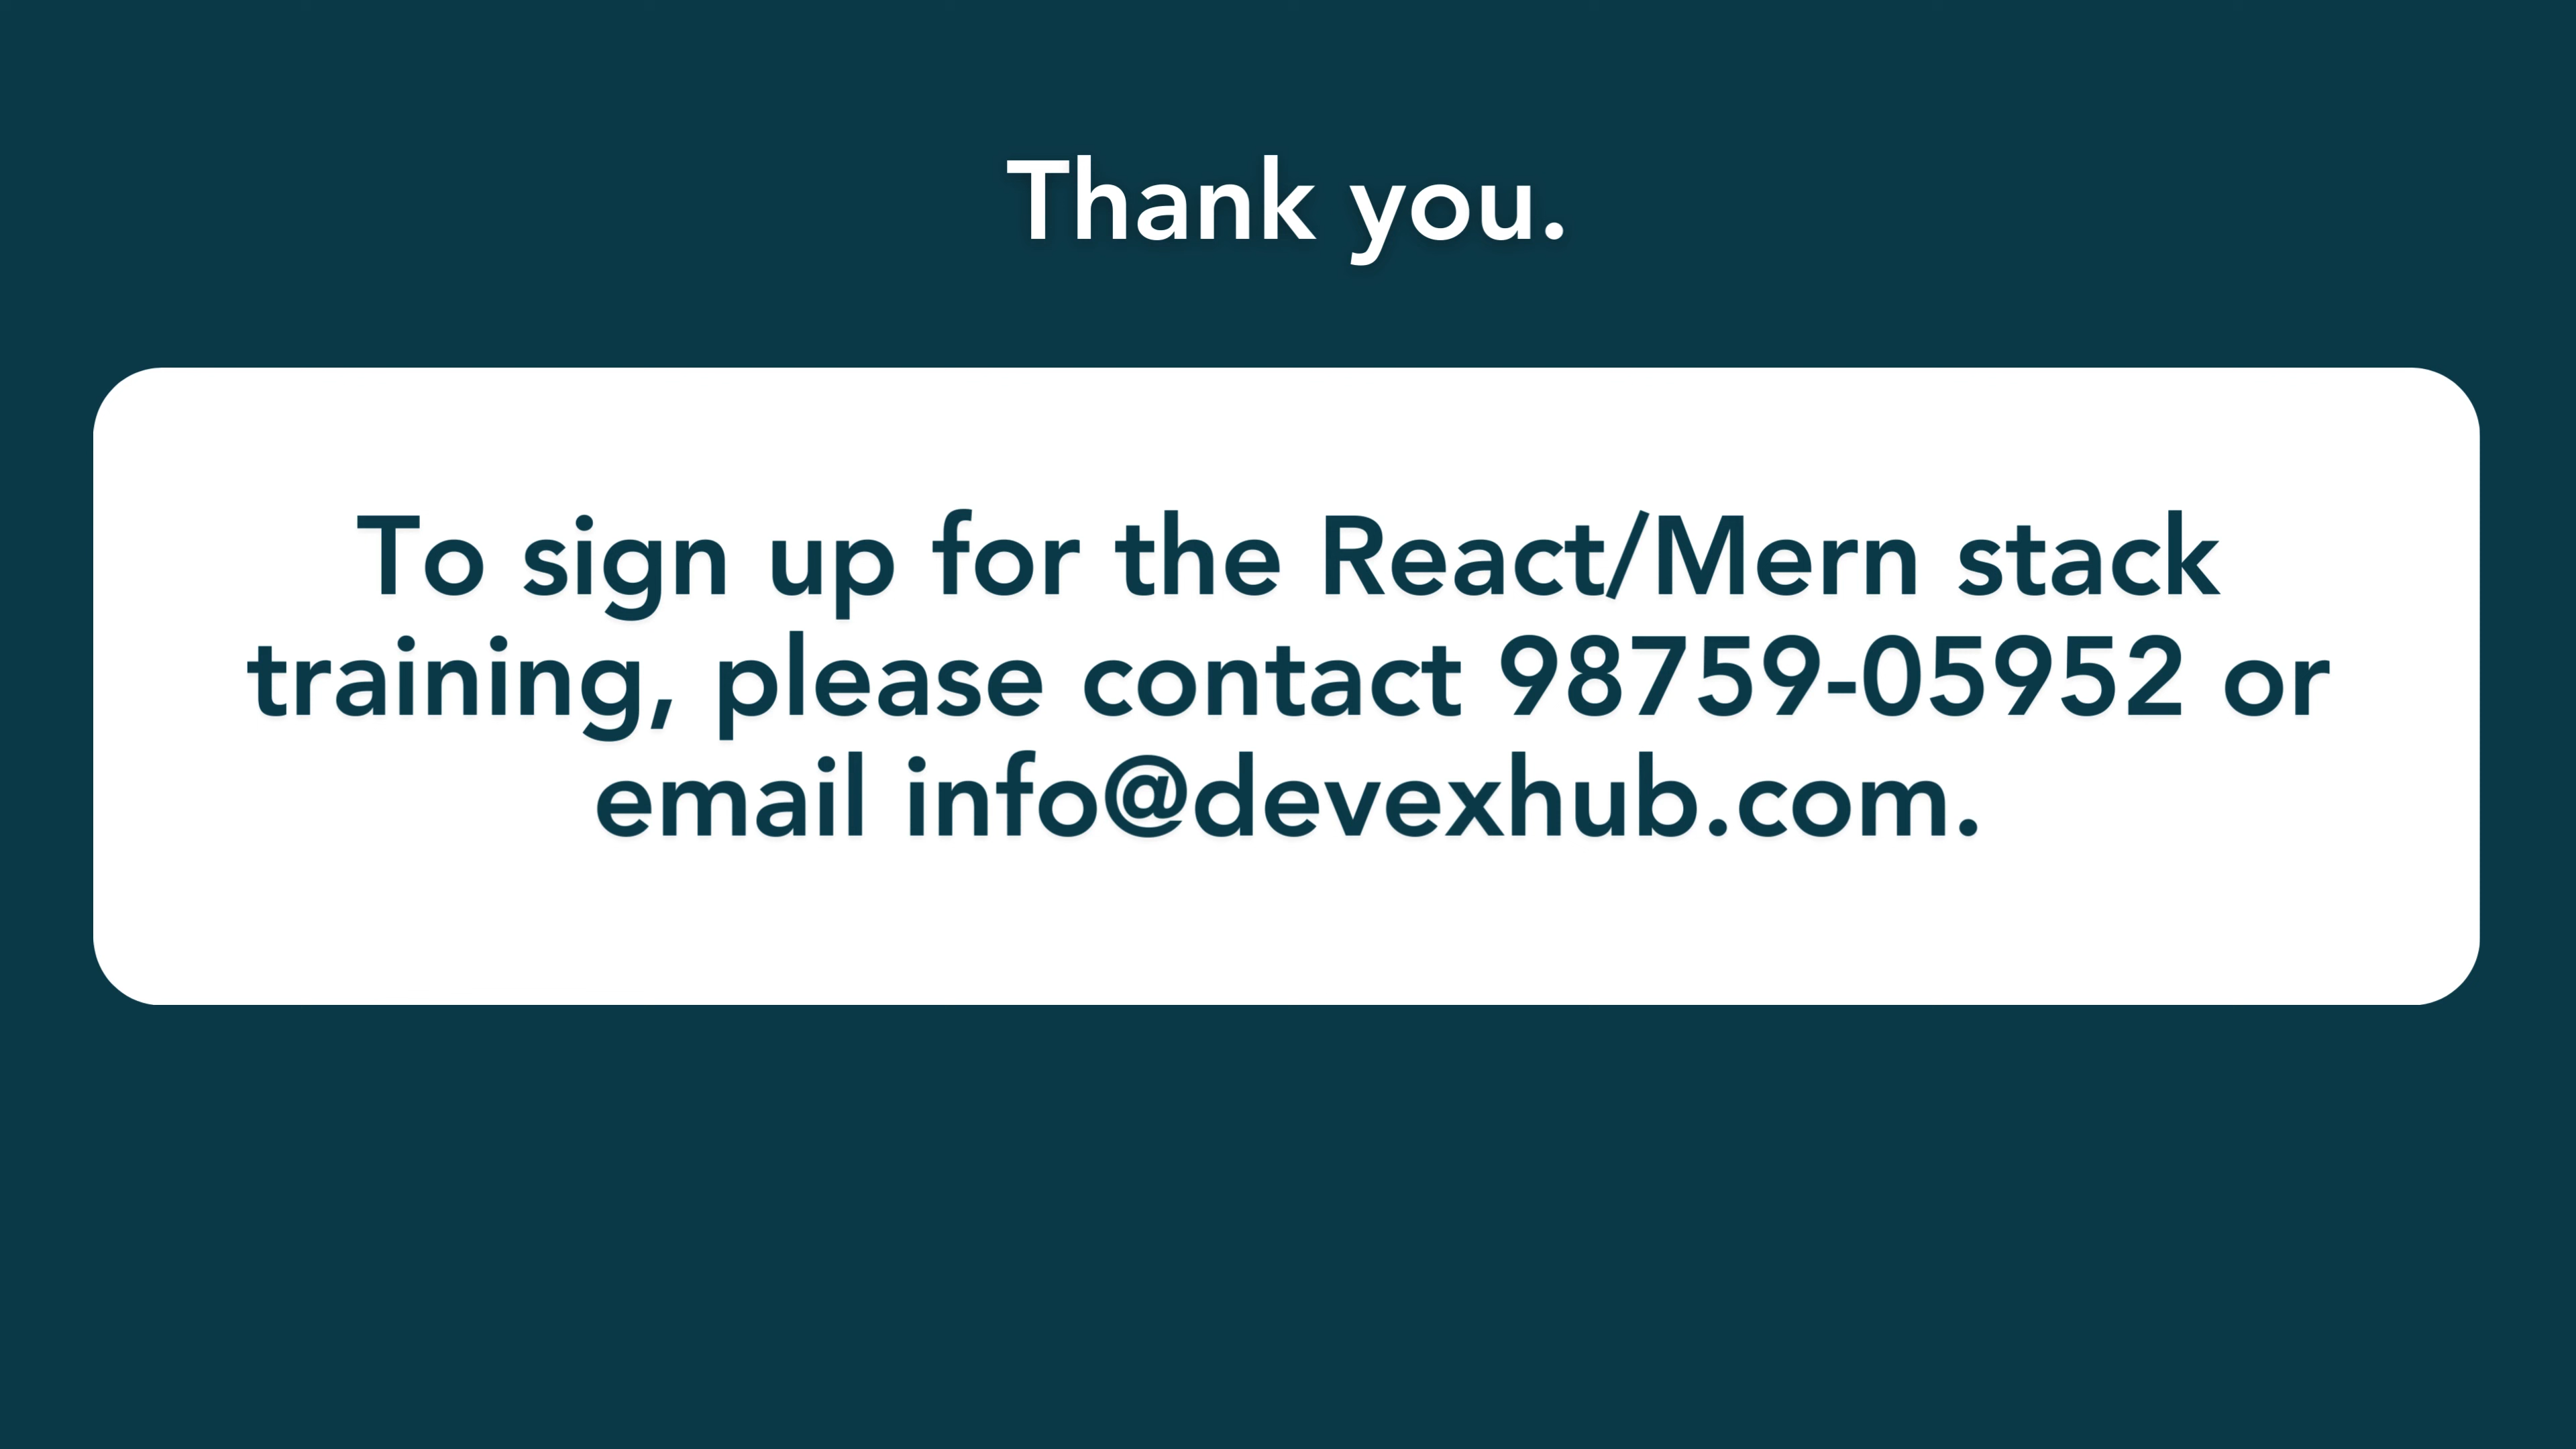 Thank you.
To sign up for the React/Mern stack
training, please contact 98759-05952 or
email info@devexhub.com.